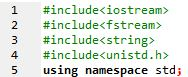 1 #include<iostream>
2 #include<fstream>
3 #include<string>
4 #include<unistd.h>
5 using namespace std;